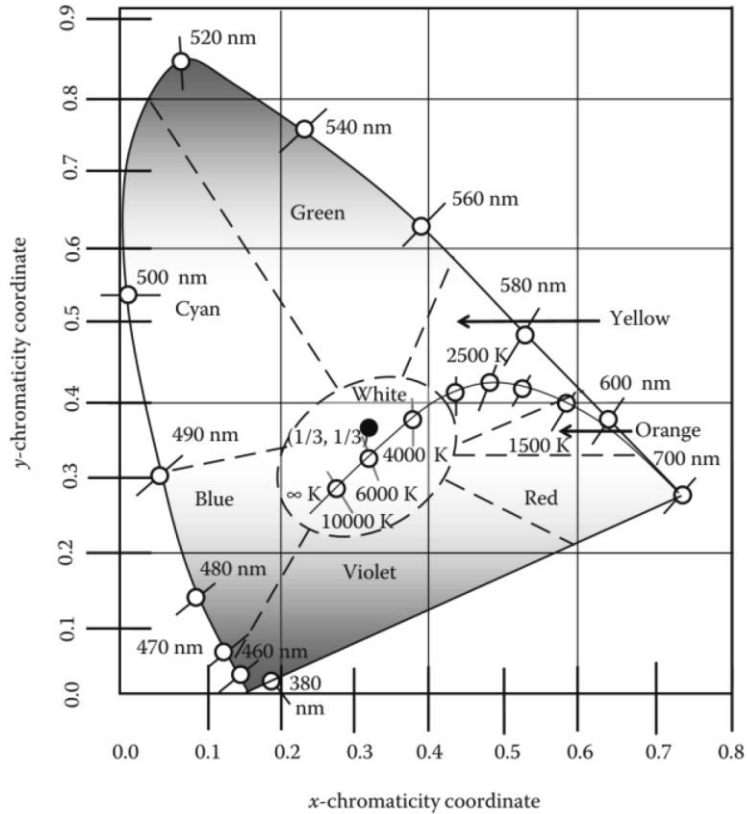 0.9
520 nm
0.8
540 nm
0.7
Green
560 nm
0.6
500 nm
580 nm
Cyan
0.5
Yellow
2500 K
0.4
White
600 nm
(1/3, 1/3)
Orange
490 nm
4000 K
1500 K
700 nm
0.3
Blue
∞ K
6000 K
Red
10000 K
0.2
480 nm
Violet
0.1
470 nm
460 nm
380
nm
0.0
0.0 0.1 0.2 0.3 0.4 0.5 0.6 0.7 0.8
x-chromaticity coordinate
y-chromaticity coordinate